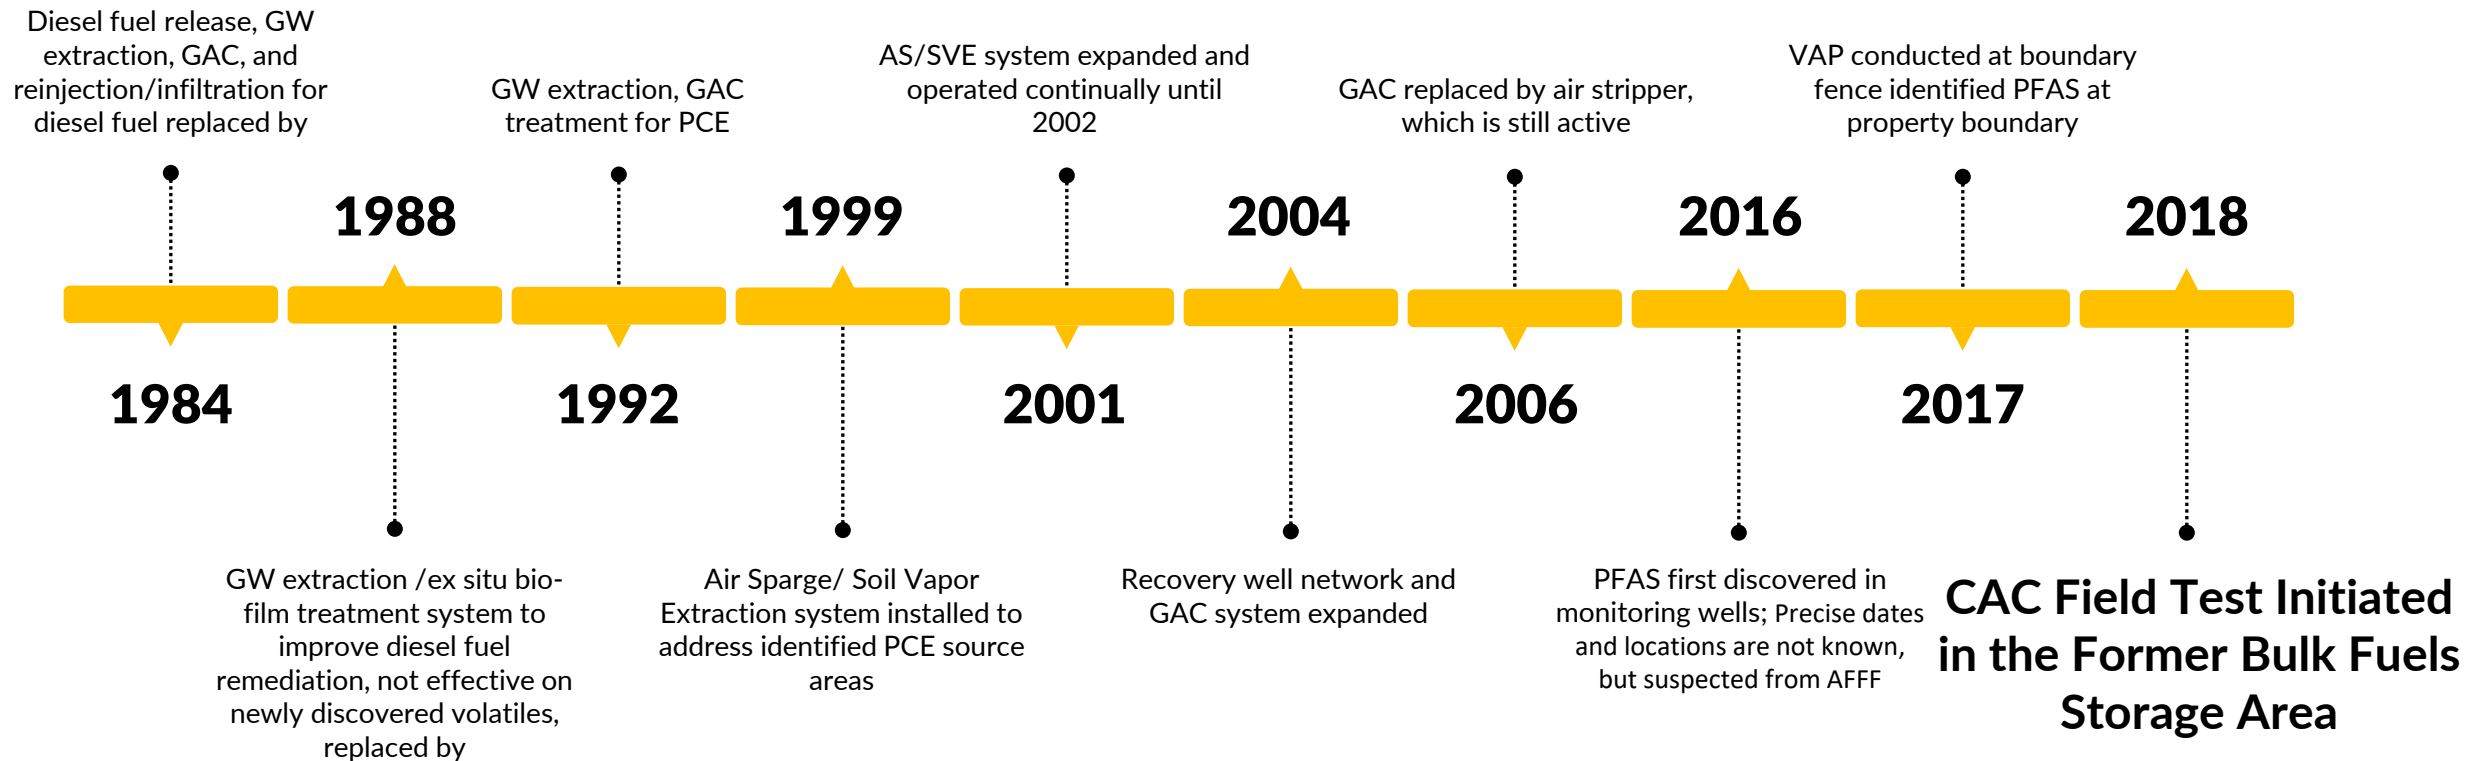 Diesel fuel release, GW
extraction, GAC, and
reinjection/infiltration for
diesel fuel replaced by
1984
1988
GW extraction /ex situ bio-
film treatment system to
improve diesel fuel
remediation, not effective on
newly discovered volatiles,
replaced by
GW extraction, GAC
treatment for PCE
1992
1999
Air Sparge/ Soil Vapor
Extraction system installed to
address identified PCE source
areas
AS/SVE system expanded and
operated continually until
2002
2001
2004
Recovery well network and
GAC system expanded
GAC replaced by air stripper,
which is still active
2006
2016
PFAS first discovered in
monitoring wells; Precise dates
and locations are not known,
but suspected from AFFF
VAP conducted at boundary
fence identified PFAS at
property boundary
2017
2018
CAC Field Test Initiated
in the Former Bulk Fuels
Storage Area